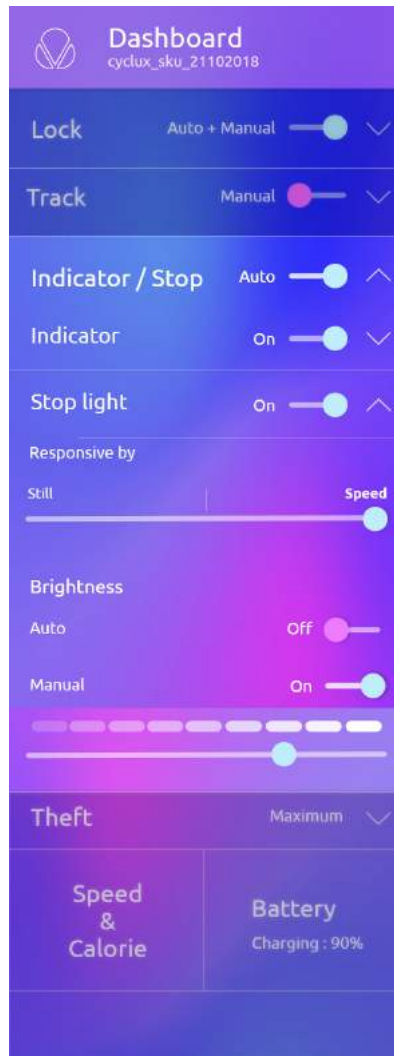 Dashboard
cyclux_sku_21102018
Lock Auto + Manual
Track Manual
Indicator / Stop Auto
Indicator On
Stop light On
Responsive by
Still Speed
Brightness
Auto Off
Manual On
Theft Maximum
Speed
&
Calorie
Battery
Charging : 90%